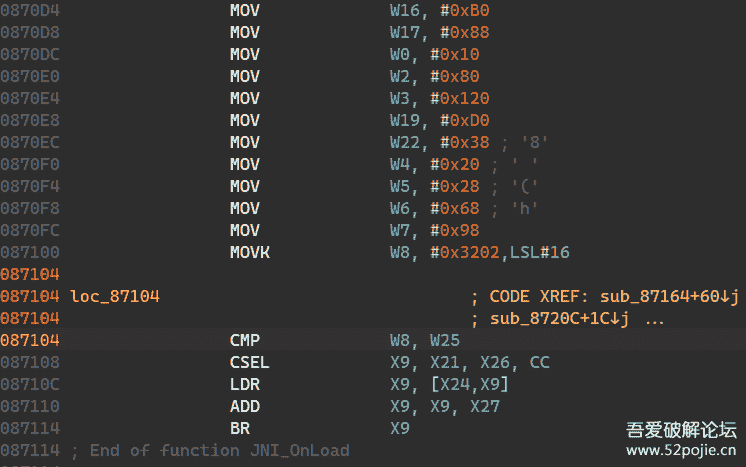 0870D4 MOV W16, #0xB0
0870D8 MOV W17, #0x88
0870DC MOV W0, #0x10
0870E0 MOV W2, #0x80
0870E4 MOV W3, #0x120
0870E8 MOV W19, #0xD0
0870EC MOV W22, #0x38 ; '8'
0870F0 MOV W4, #0x20 ; ' '
0870F4 MOV W5, #0x28 ; '('
0870F8 MOV W6, #0x68 ; 'h'
0870FC MOV W7, #0x98
087100 MOVK W8, #0x3202,LSL#16
087104
087104 loc_87104 ; CODE XREF: sub_87164+60↓j
087104 ; sub_8720C+1C↓j ...
087104 CMP W8, W25
087108 CSEL X9, X21, X26, CC
08710C LDR X9, [X24,X9]
087110 ADD X9, X9, X27
087114 BR X9
087114 ; End of function JNI_OnLoad
吾爱破解论坛
www.52pojie.cn